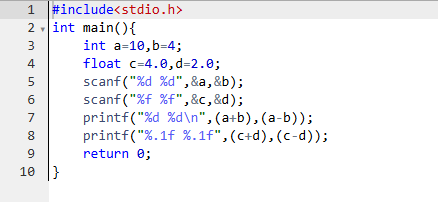 1 #include<stdio.h>
2 int main(){
3     int a=10,b=4;
4     float c=4.0,d=2.0;
5     scanf("%d %d",&a,&b);
6     scanf("%f %f",&c,&d);
7     printf("%d %d\n",(a+b),(a-b));
8     printf("%.1f %.1f",(c+d),(c-d));
9     return 0;
10 }